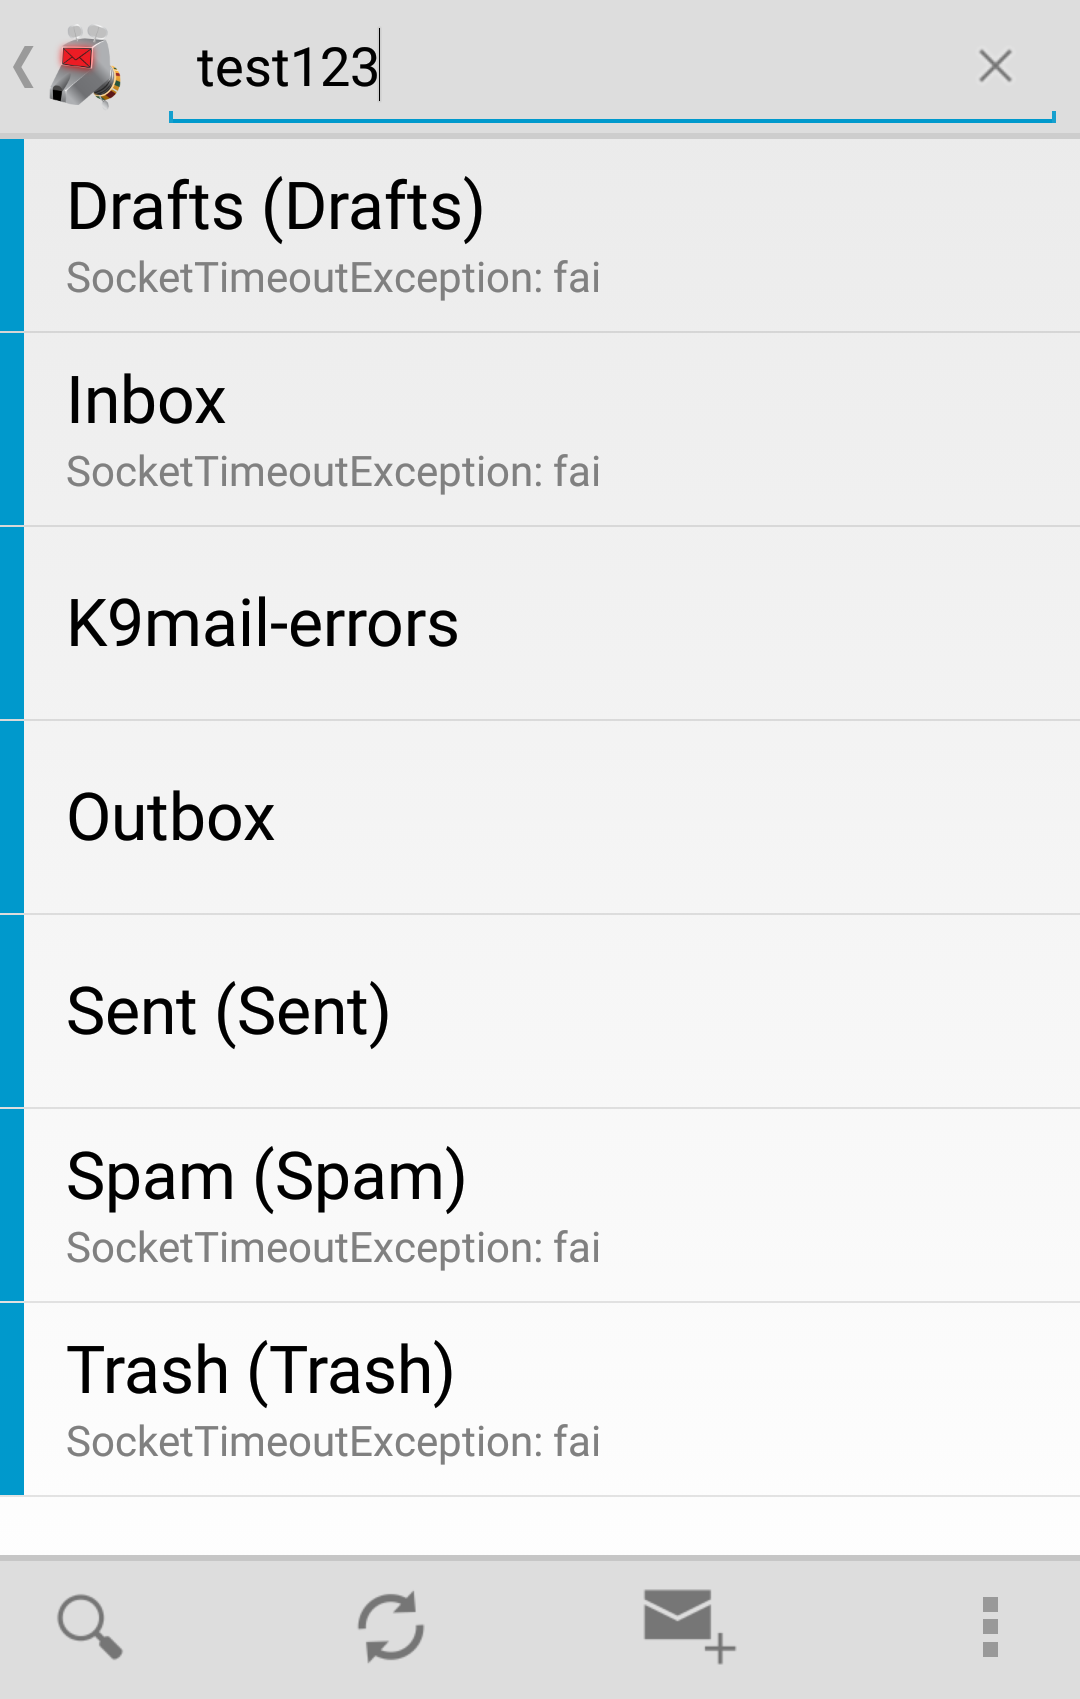 test123
Drafts (Drafts)
SocketTimeoutException: fai
Inbox
SocketTimeoutException: fai
K9mail-errors
Outbox
Sent (Sent)
Spam (Spam)
SocketTimeoutException: fai
Trash (Trash)
SocketTimeoutException: fai